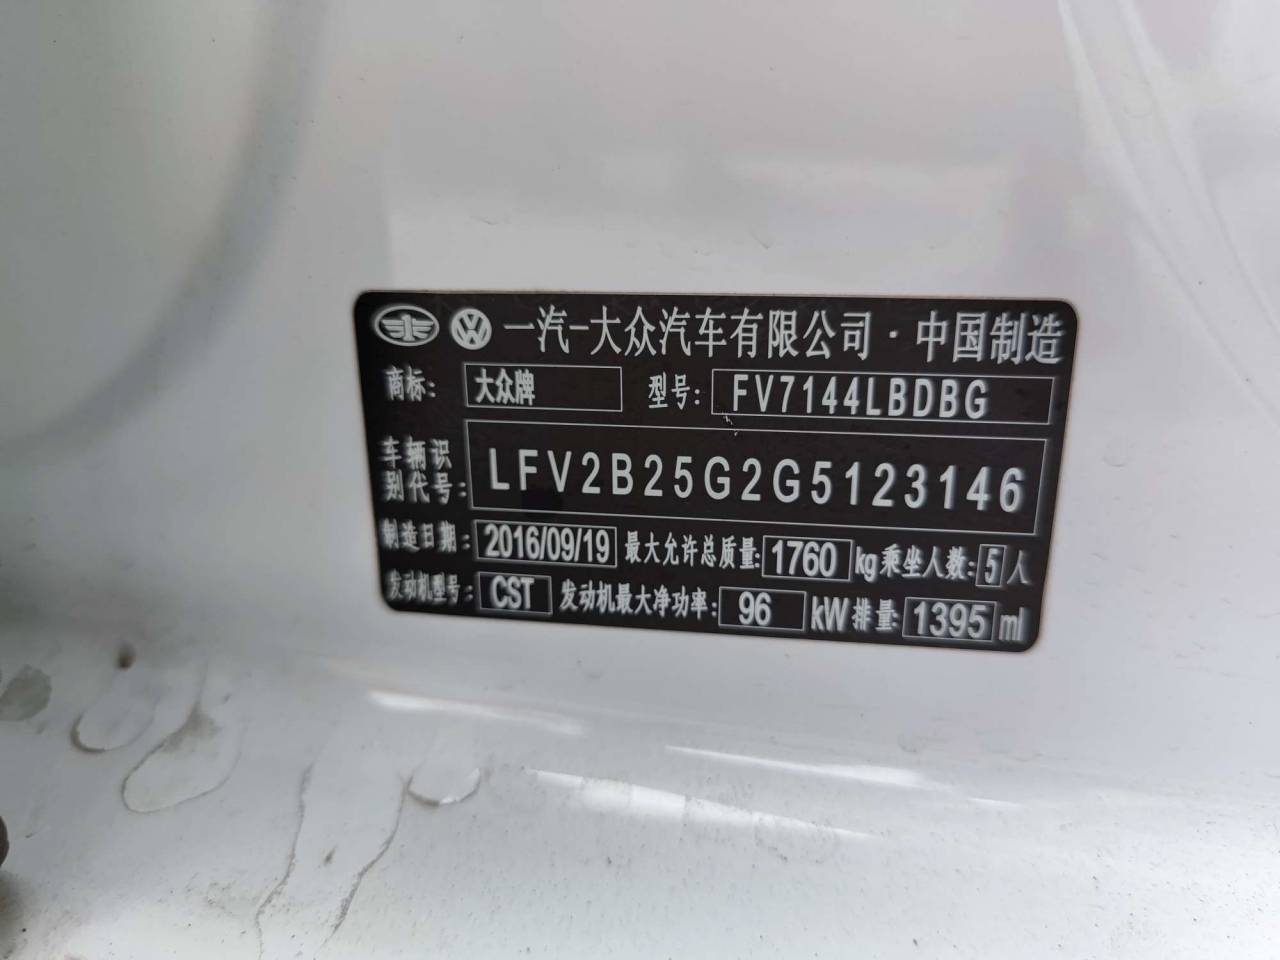 一汽-大众汽车有限公司·中国制造
商标: 大众牌 型号: FV7144LBDBG
车辆识别代号: LFV2B25G2G5123146
制造日期: 2016/09/19 最大允许总质量: 1760 kg 乘坐人数: 5 人
发动机型号: CST 发动机最大净功率: 96 kW 排量: 1395 ml